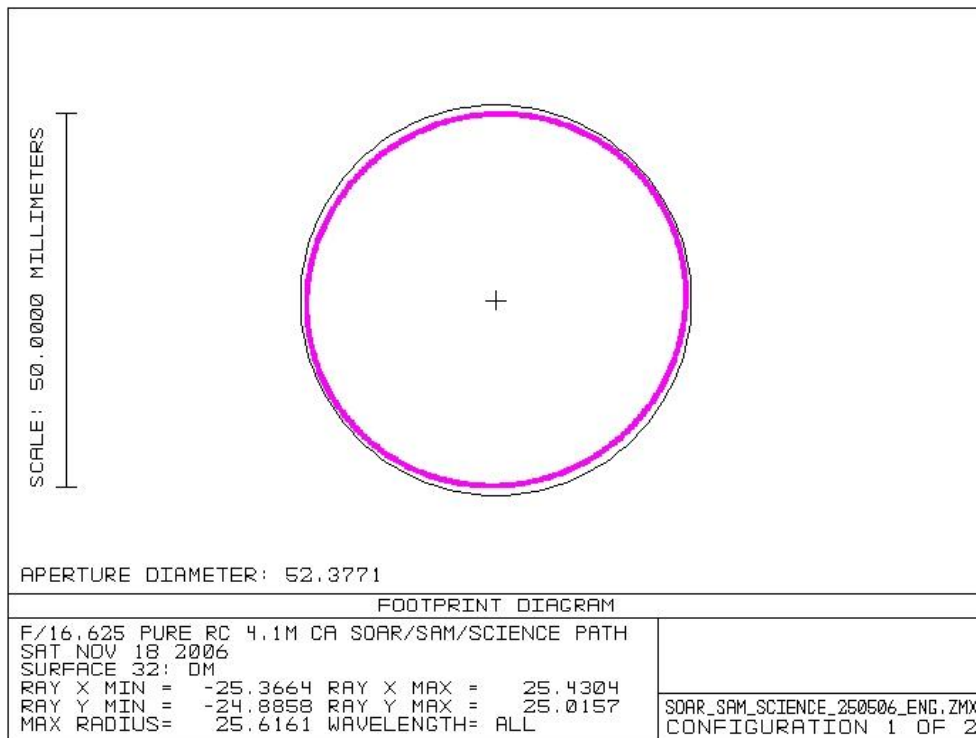 SCALE: 50.0000 MILLIMETERS
APERTURE DIAMETER: 52.3771
FOOTPRINT DIAGRAM
F/16.625 PURE RC 4.1M CA SOAR/SAM/SCIENCE PATH
SAT NOV 18 2006
SURFACE 32: DM
RAY X MIN = -25.3664 RAY X MAX = 25.4304
RAY Y MIN = -24.8858 RAY Y MAX = 25.0157
MAX RADIUS= 25.6161 WAVELENGTH= ALL
SOAR_SAM_SCIENCE_250506_ENG.ZMX
CONFIGURATION 1 OF 2